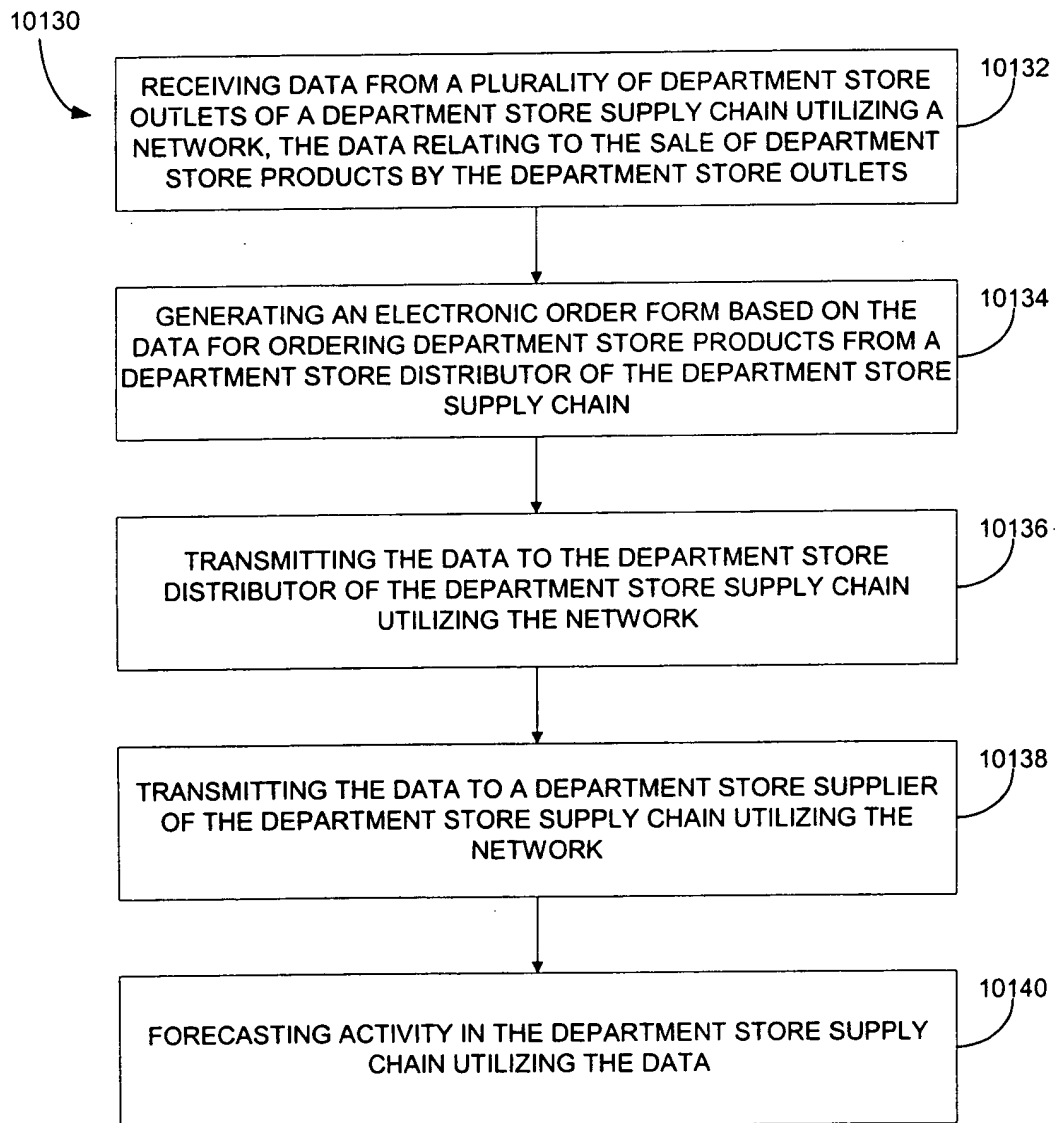 10130
10132
RECEIVING DATA FROM A PLURALITY OF DEPARTMENT STORE
OUTLETS OF A DEPARTMENT STORE SUPPLY CHAIN UTILIZING A
NETWORK, THE DATA RELATING TO THE SALE OF DEPARTMENT
STORE PRODUCTS BY THE DEPARTMENT STORE OUTLETS
10134
GENERATING AN ELECTRONIC ORDER FORM BASED ON THE
DATA FOR ORDERING DEPARTMENT STORE PRODUCTS FROM A
DEPARTMENT STORE DISTRIBUTOR OF THE DEPARTMENT STORE
SUPPLY CHAIN
10136
TRANSMITTING THE DATA TO THE DEPARTMENT STORE
DISTRIBUTOR OF THE DEPARTMENT STORE SUPPLY CHAIN
UTILIZING THE NETWORK
10138
TRANSMITTING THE DATA TO A DEPARTMENT STORE SUPPLIER
OF THE DEPARTMENT STORE SUPPLY CHAIN UTILIZING THE
NETWORK
10140
FORECASTING ACTIVITY IN THE DEPARTMENT STORE SUPPLY
CHAIN UTILIZING THE DATA